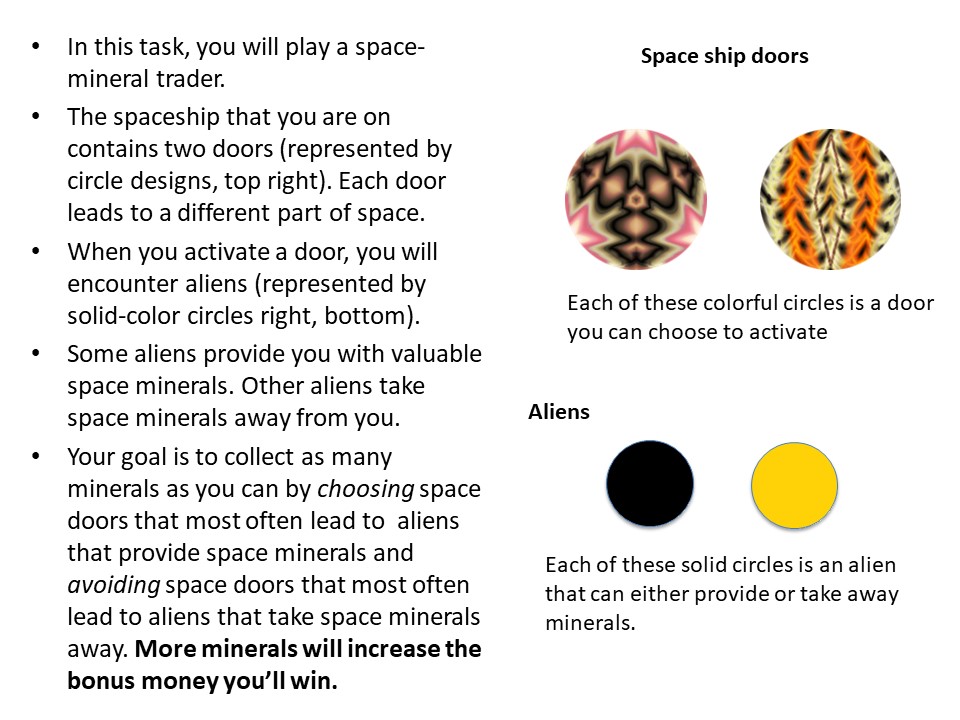 • In this task, you will play a space-
mineral trader.
• The spaceship that you are on
contains two doors (represented by
circle designs, top right). Each door
leads to a different part of space.
• When you activate a door, you will
encounter aliens (represented by
solid-color circles right, bottom).
• Some aliens provide you with valuable
space minerals. Other aliens take
space minerals away from you.
• Your goal is to collect as many
minerals as you can by choosing space
doors that most often lead to aliens
that provide space minerals and
avoiding space doors that most often
lead to aliens that take space minerals
away. More minerals will increase the
bonus money you’ll win.
Space ship doors
Each of these colorful circles is a door
you can choose to activate
Aliens
Each of these solid circles is an alien
that can either provide or take away
minerals.